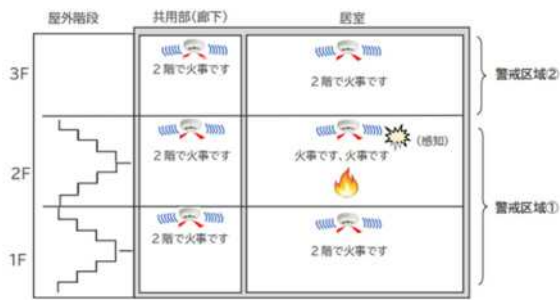 屋外階段
共用部(廊下)
居室
3F
2階で火事です
2階で火事です
警戒区域②
2F
2階で火事です
火事です、火事です
(感知)
警戒区域①
1F
2階で火事です
2階で火事です